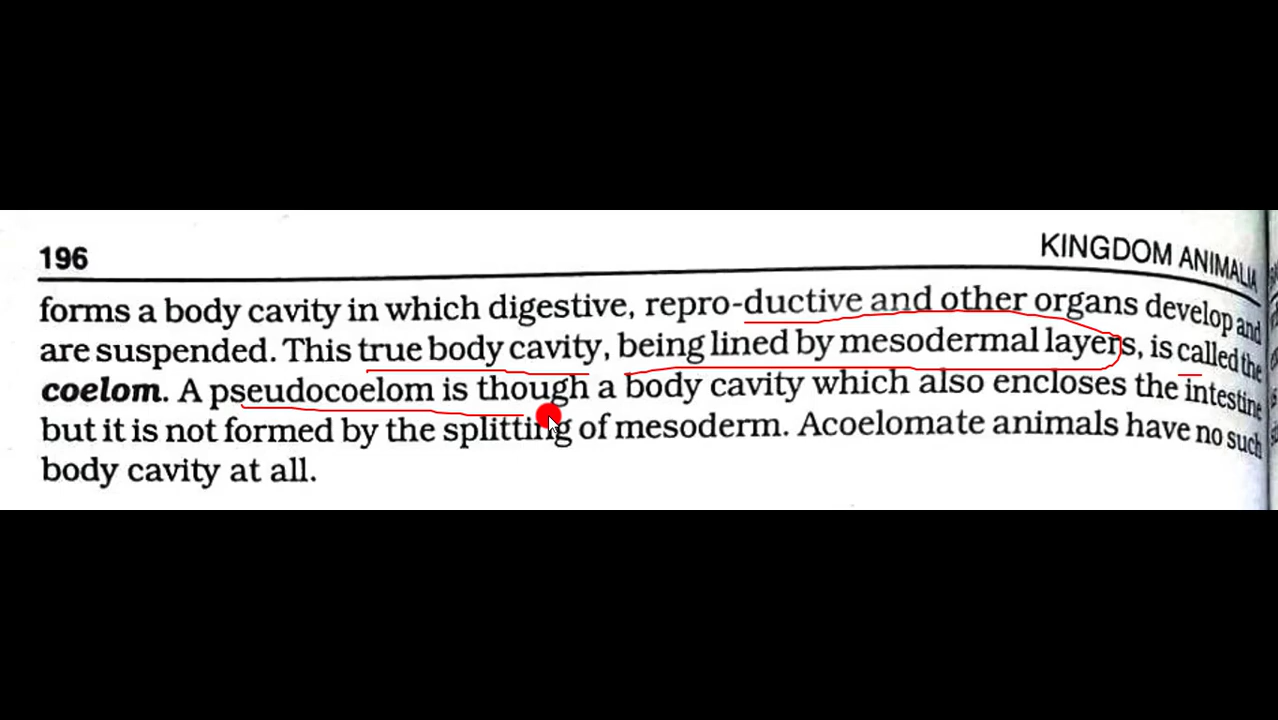 196
KINGDOM ANIMALIA
forms a body cavity in which digestive, repro-ductive and other organs develop and
are suspended. This true body cavity, being lined by mesodermal layers, is called the
coelom. A pseudocoelom is though a body cavity which also encloses the intestine
but it is not formed by the splitting of mesoderm. Acoelomate animals have no such
body cavity at all.